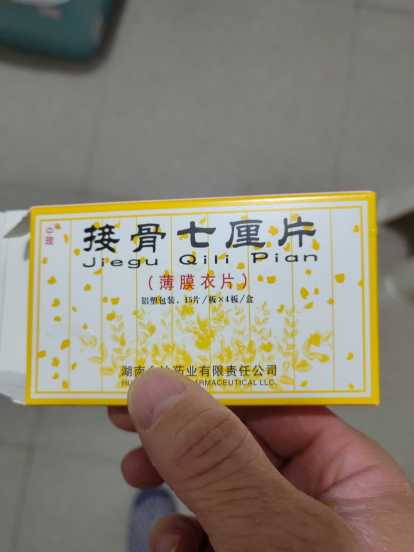 接骨七厘片
Jiegu Qili Pian
（薄膜衣片）
铝塑包装，15片/板×4板/盒
湖南 药业有限责任公司
PHARMACEUTICAL LLC.